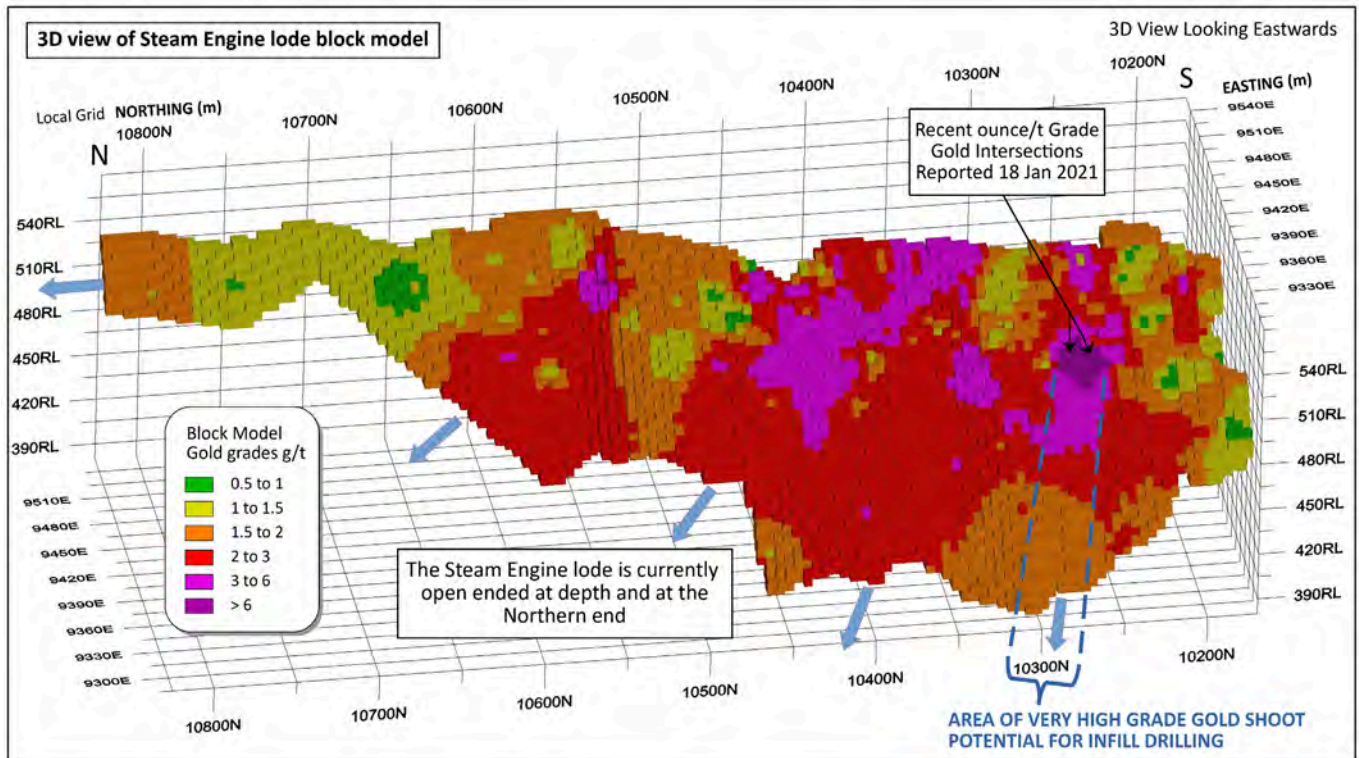 3D view of Steam Engine lode block model
3D View Looking Eastwards
Local Grid NORTHING (m)
10800N
10700N
10600N
10500N
10400N
10300N
10200N
N
S
EASTING (m)
9540E
9510E
9480E
9450E
9420E
9390E
9360E
9330E
Recent ounce/t Grade
Gold Intersections
Reported 18 Jan 2021
540RL
510RL
480RL
450RL
420RL
390RL
540RL
510RL
480RL
450RL
420RL
390RL
Block Model
Gold grades g/t
0.5 to 1
1 to 1.5
1.5 to 2
2 to 3
3 to 6
> 6
9510E
9480E
9450E
9420E
9390E
9360E
9330E
9300E
The Steam Engine lode is currently
open ended at depth and at the
Northern end
10800N
10700N
10600N
10500N
10400N
10300N
10200N
AREA OF VERY HIGH GRADE GOLD SHOOT
POTENTIAL FOR INFILL DRILLING